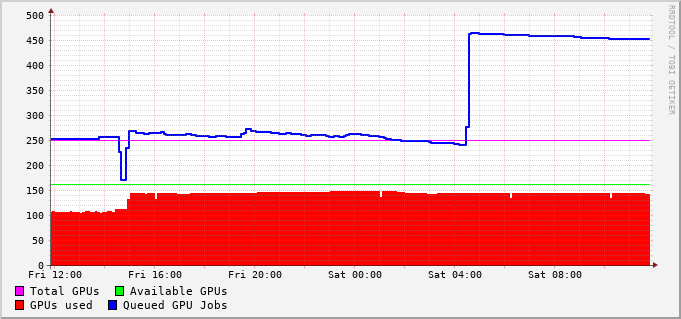 RRDTOOL / TOBI OETIKER
500
450
400
350
300
250
200
150
100
50
0
Fri 12:00 Fri 16:00 Fri 20:00 Sat 00:00 Sat 04:00 Sat 08:00
Total GPUs Available GPUs
GPUs used Queued GPU Jobs